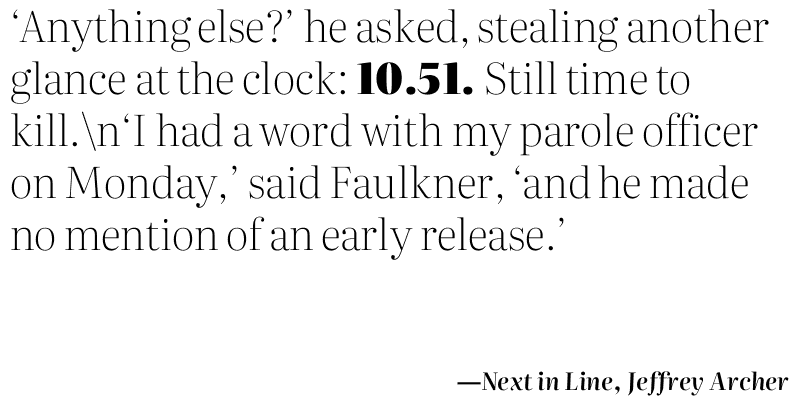 ‘Anything else?’ he asked, stealing another
glance at the clock: 10.51. Still time to
kill.\n‘I had a word with my parole officer
on Monday,’ said Faulkner, ‘and he made
no mention of an early release.’
—Next in Line, Jeffrey Archer